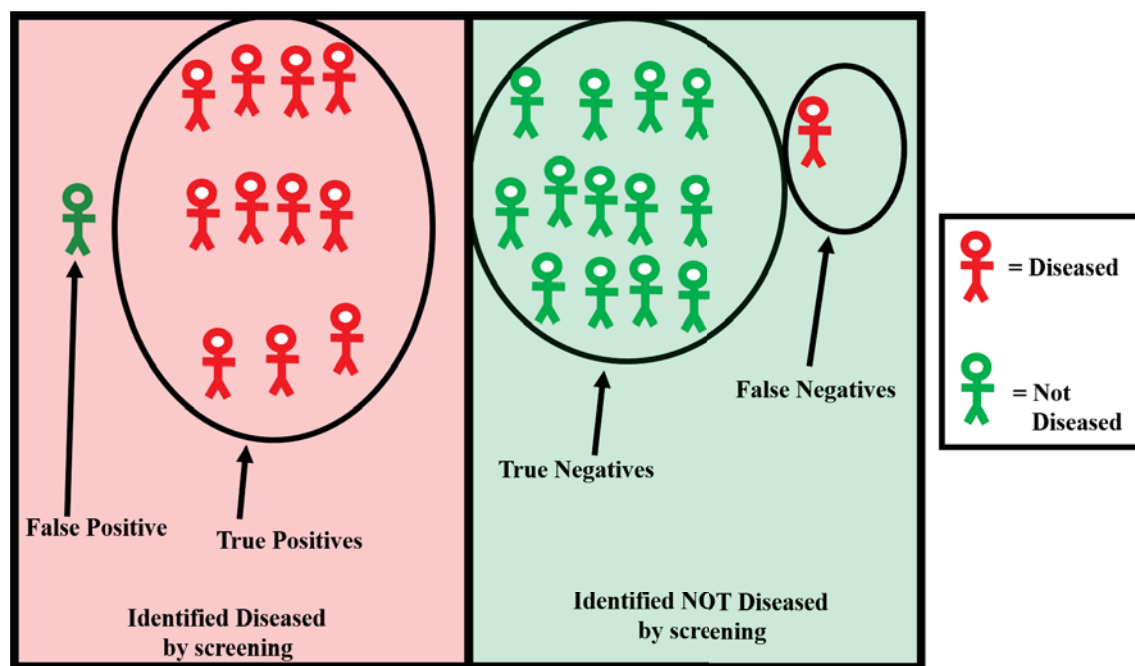 False Positive
True Positives
Identified Diseased
by screening
True Negatives
False Negatives
Identified NOT Diseased
by screening
= Diseased
= Not
Diseased